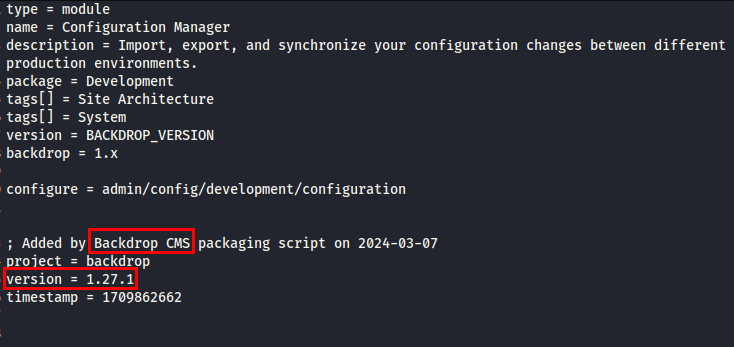 type = module
name = Configuration Manager
description = Import, export, and synchronize your configuration changes between different
production environments.
package = Development
tags[] = Site Architecture
tags[] = System
version = BACKDROP_VERSION
backdrop = 1.x
configure = admin/config/development/configuration
; Added by Backdrop CMS packaging script on 2024-03-07
project = backdrop
version = 1.27.1
timestamp = 1709862662